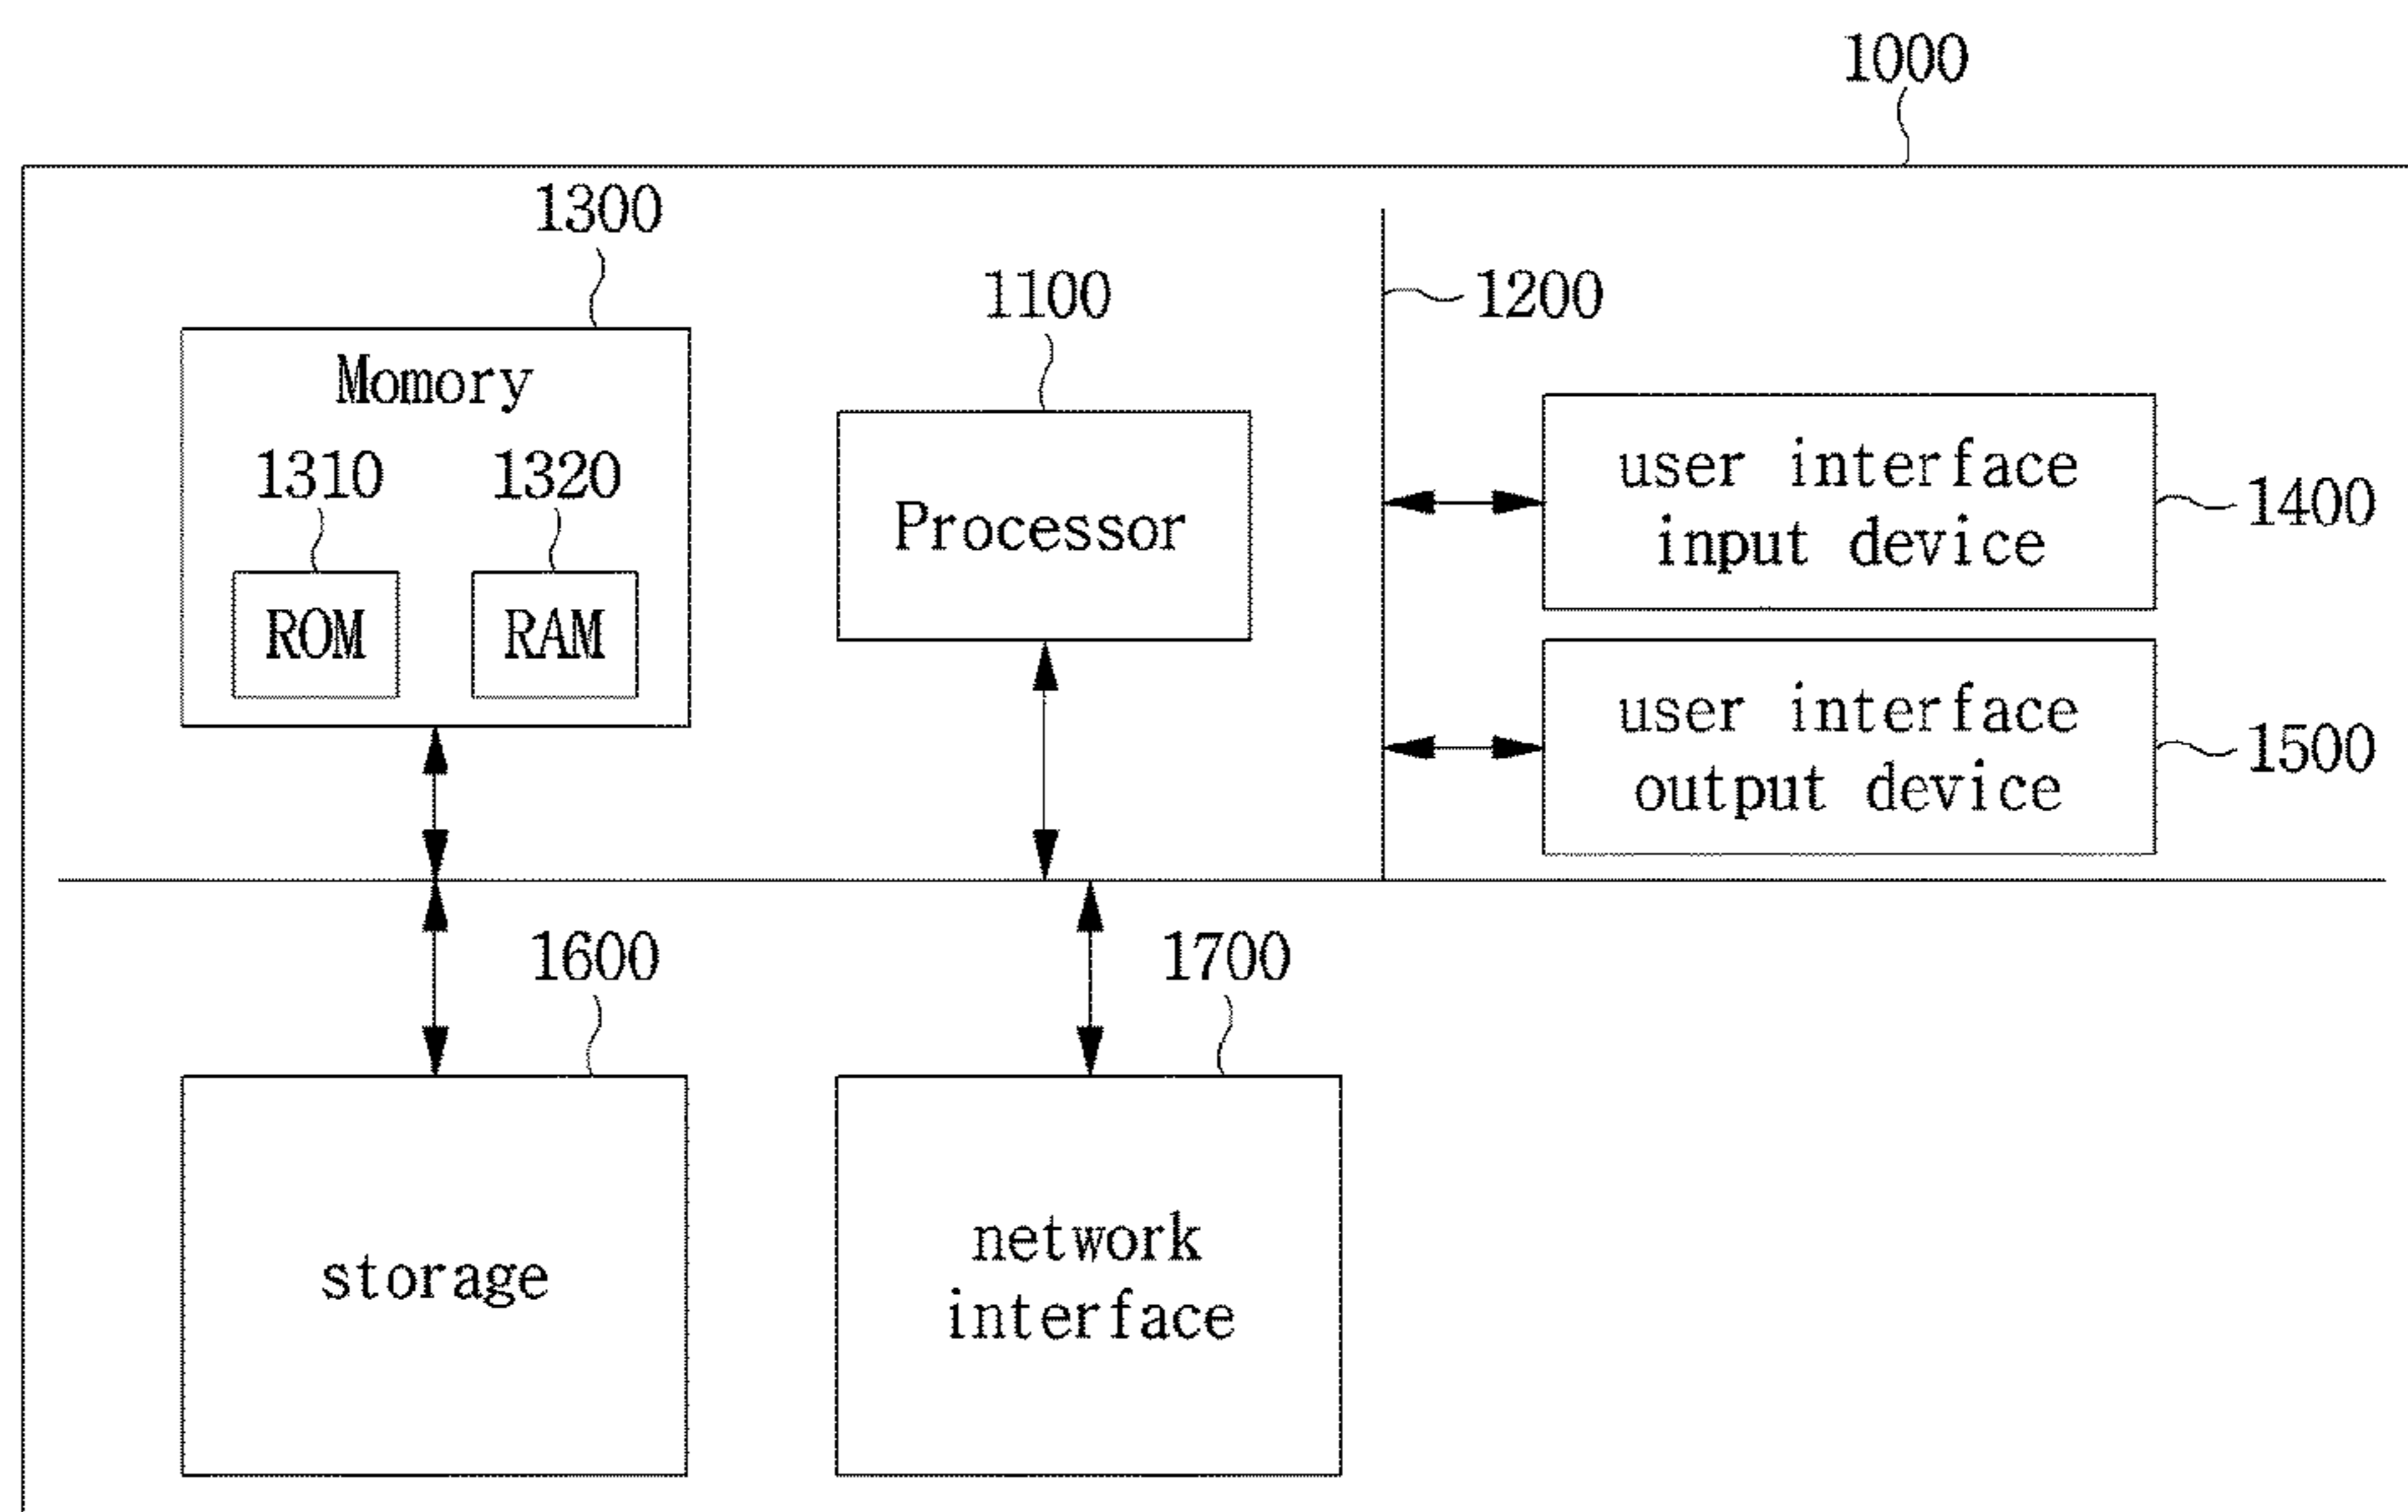 1000
1300
1100
1200
Momory
1310
1320
ROM
RAM
Processor
user interface
input device
1400
user interface
output device
1500
1600
1700
storage
network
interface